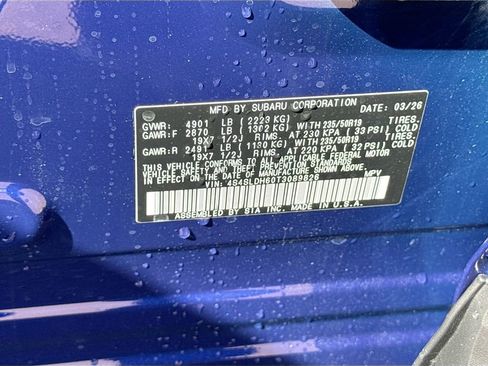 MFD BY SUBARU CORPORATION DATE: 03/26
GVWR: 4901 LB (2223 KG)
GAWR:F 2870 LB (1302 KG) WITH 235/50R19 TIRES.
19X7 1/2J RIMS. AT 230 KPA (33 PSI) COLD
GAWR:R 2491 LB (1130 KG) WITH 235/50R19 TIRES.
19X7 1/2J RIMS. AT 220 KPA (32 PSI) COLD
THIS VEHICLE CONFORMS TO ALL APPLICABLE FEDERAL MOTOR
VEHICLE SAFETY AND BUMPER STANDARDS
IN EFFECT ON THE DATE OF MANUFACTURE SHOWN ABOVE.
VIN: 4S4SLDH60T3089826 MPV
ASSEMBLED BY SIA INC. MADE IN U.S.A.